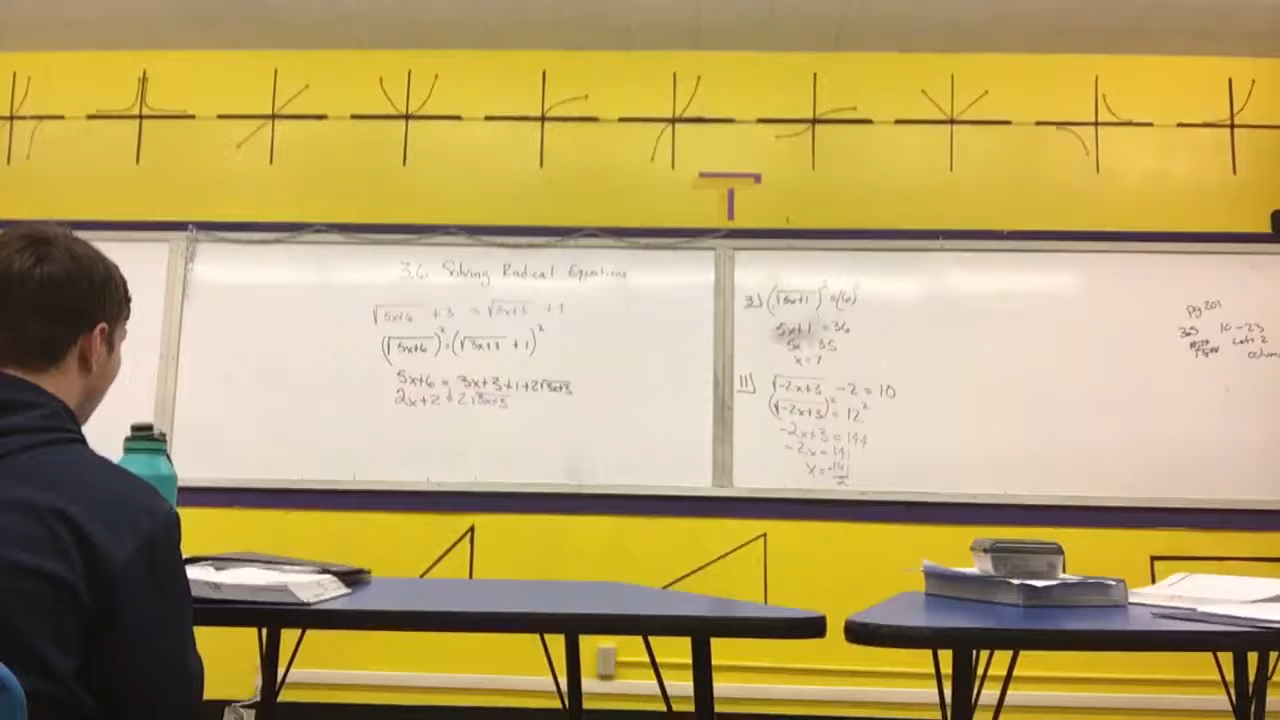 3.6 Solving Radical Equations
√5x+6 + 3 = √3x+3 + 4
(√5x+6)² = (√3x+3 + 1)²
5x+6 = 3x+3+1+2√3x+3
2x+2 = 2√3x+3
3) (√5x+1)² = (6)²
5x+1 = 36
5x = 35
x = 7
11) √-2x+3 - 2 = 10
(√-2x+3)² = 12²
-2x+3 = 144
-2x = 141
x = -141/2
pg 201
10-23